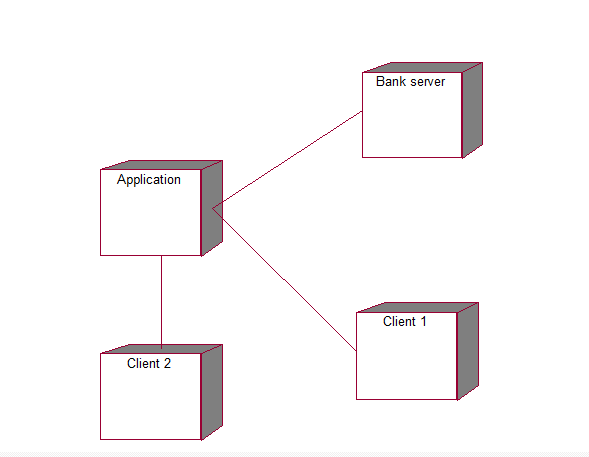 Bank server
Application
Client 1
Client 2